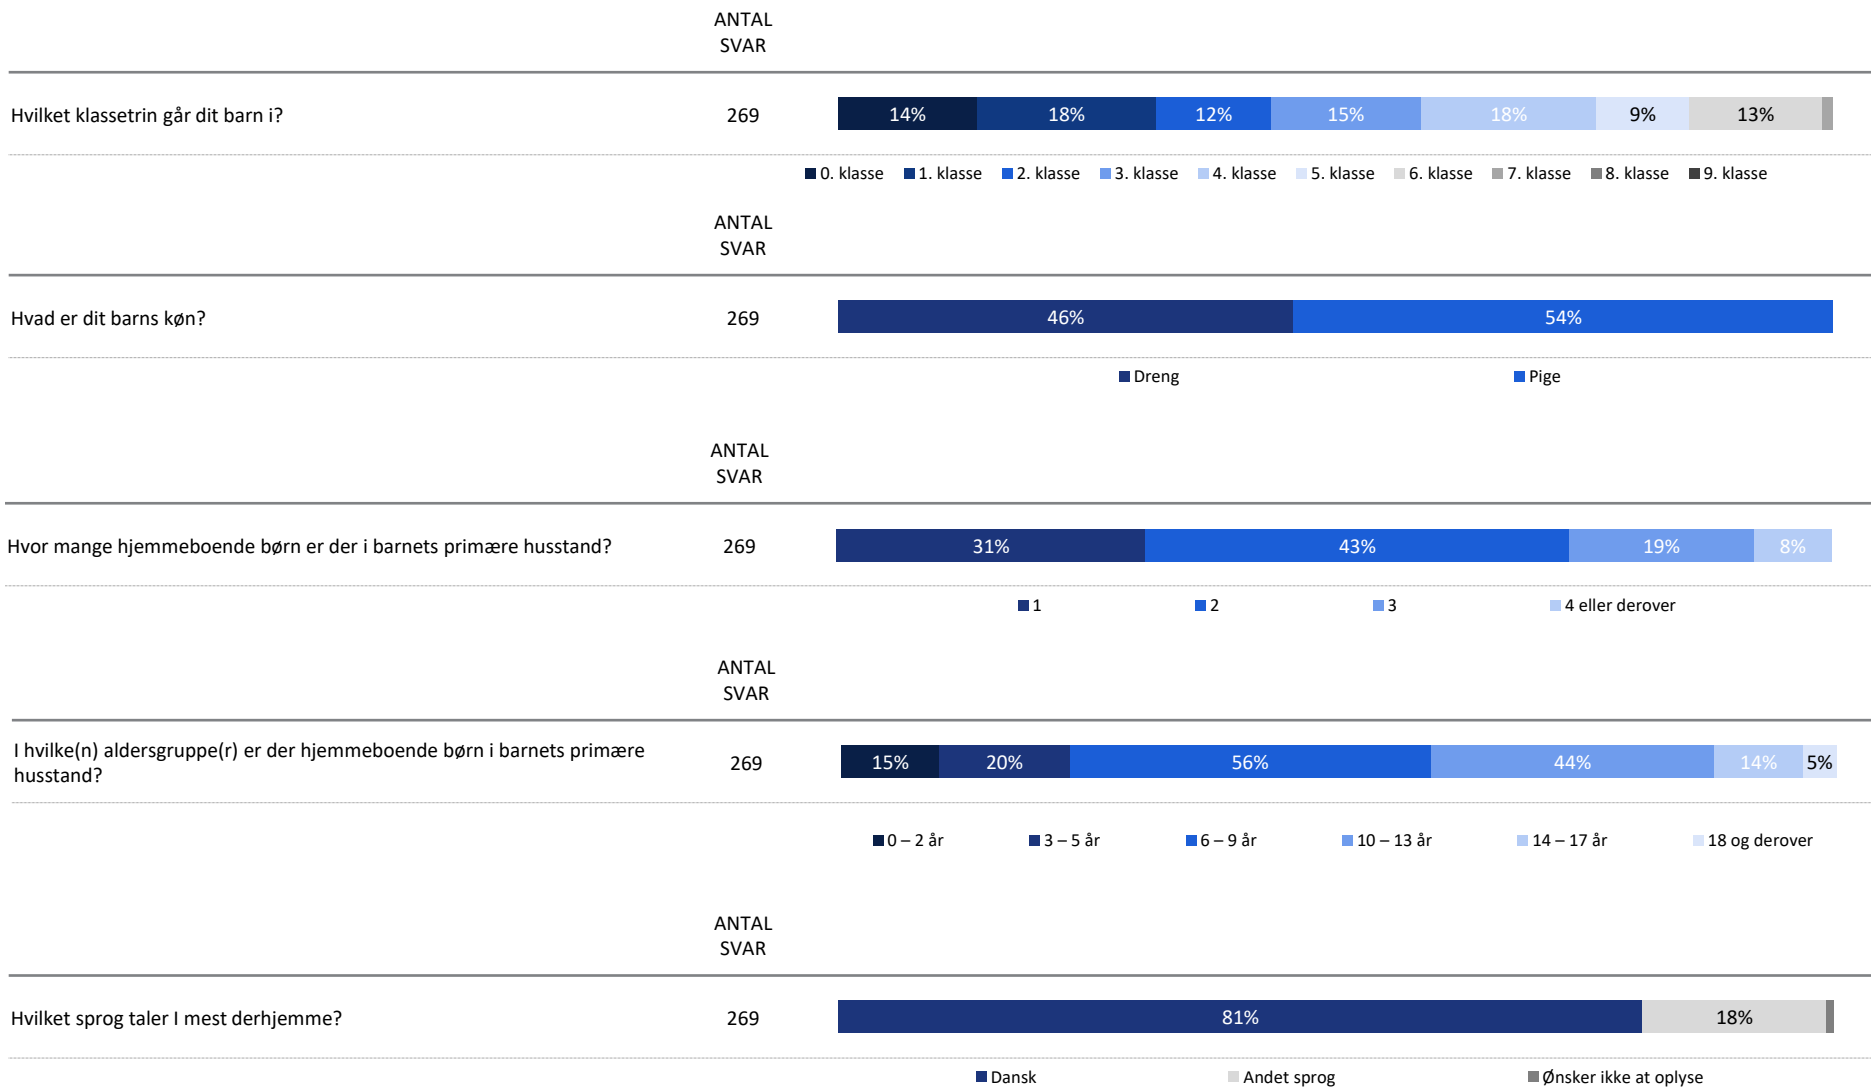 ANTAL
SVAR
Hvilket klassetrin går dit barn i?
269
14%
18%
12%
15%
18%
9%
13%
0. klasse
1. klasse
2. klasse
3. klasse
4. klasse
5. klasse
6. klasse
7. klasse
8. klasse
9. klasse
ANTAL
SVAR
Hvad er dit barns køn?
269
46%
54%
Dreng
Pige
ANTAL
SVAR
Hvor mange hjemmeboende børn er der i barnets primære husstand?
269
31%
43%
19%
8%
1
2
3
4 eller derover
ANTAL
SVAR
I hvilke(n) aldersgruppe(r) er der hjemmeboende børn i barnets primære
husstand?
269
15%
20%
56%
44%
14%
5%
0 – 2 år
3 – 5 år
6 – 9 år
10 – 13 år
14 – 17 år
18 og derover
ANTAL
SVAR
Hvilket sprog taler I mest derhjemme?
269
81%
18%
Dansk
Andet sprog
Ønsker ikke at oplyse